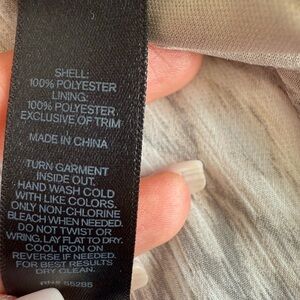 SHELL:
100% POLYESTER
LINING:
100% POLYESTER
EXCLUSIVE OF TRIM
MADE IN CHINA
TURN GARMENT
INSIDE OUT.
HAND WASH COLD
WITH LIKE COLORS.
ONLY NON-CHLORINE
BLEACH WHEN NEEDED.
DO NOT TWIST OR
WRING. LAY FLAT TO DRY.
COOL IRON ON
REVERSE IF NEEDED.
FOR BEST RESULTS
DRY CLEAN.
55285